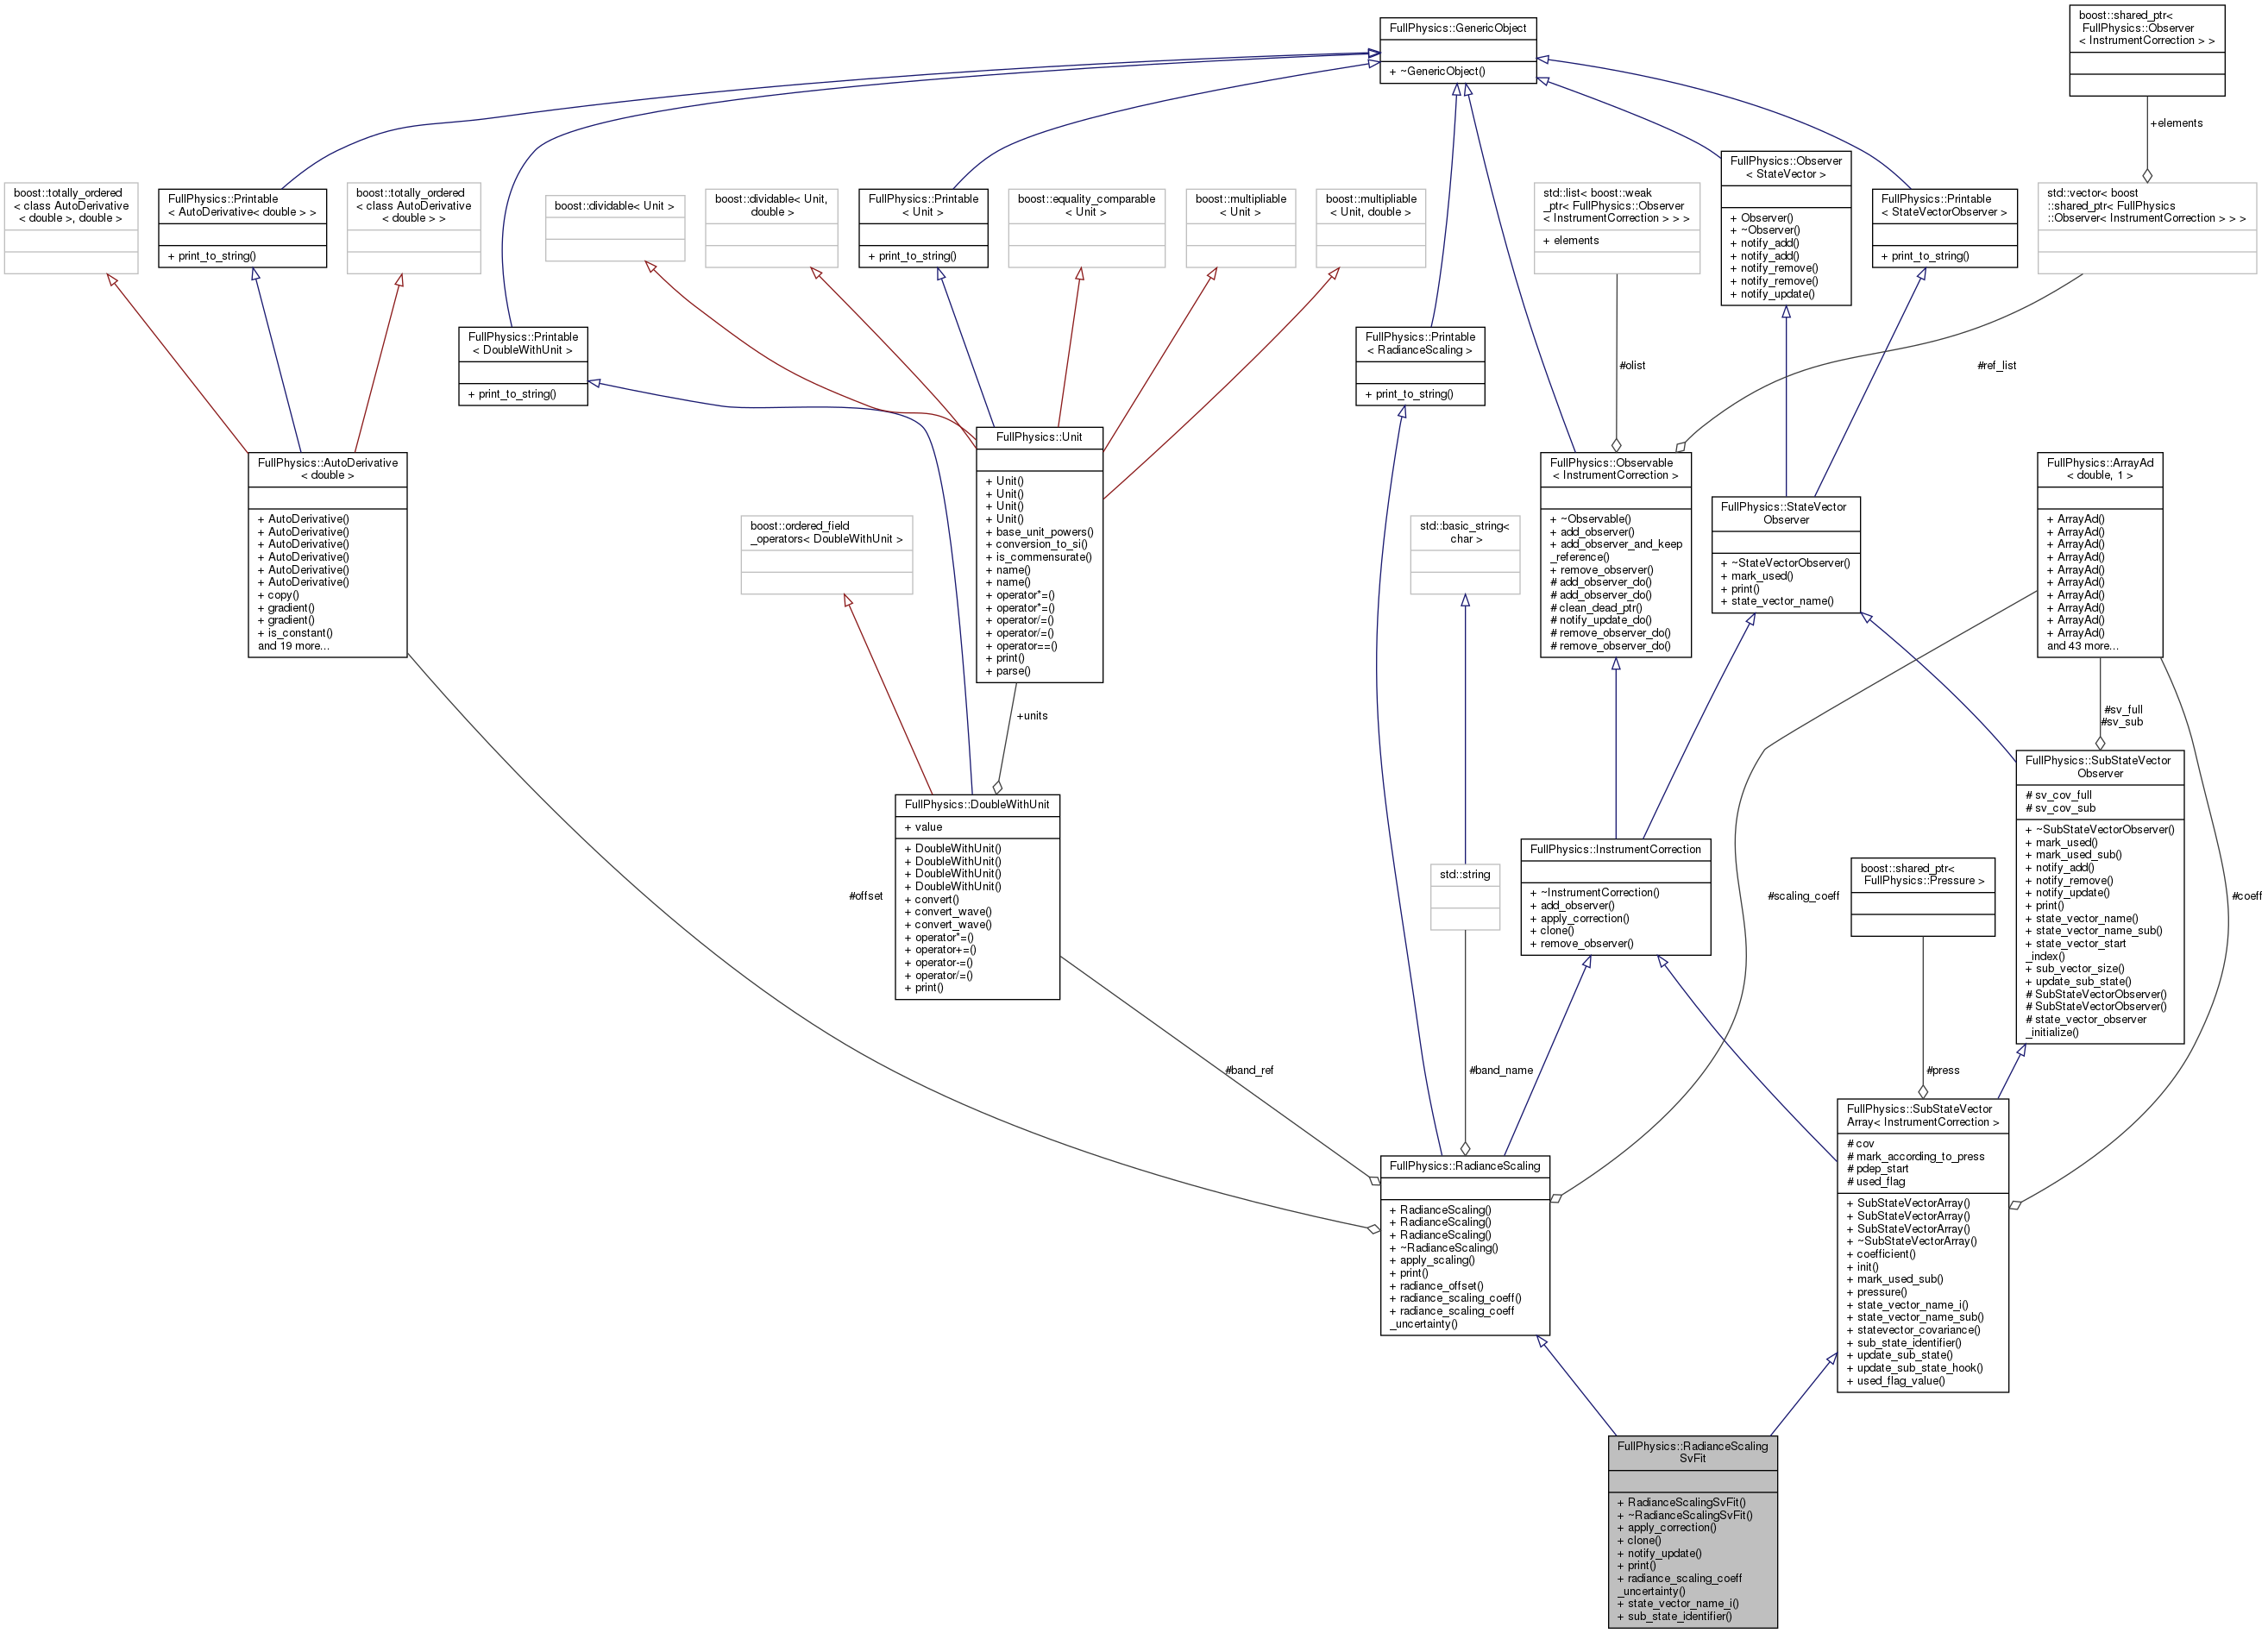 FullPhysics::GenericObject
+ ~GenericObject()
boost::shared_ptr<
FullPhysics::Observer
< InstrumentCorrection > >
+elements
boost::totally_ordered
< class AutoDerivative
< double >, double >
FullPhysics::Printable
< AutoDerivative< double > >
+ print_to_string()
boost::totally_ordered
< class AutoDerivative
< double > >
FullPhysics::Printable
< DoubleWithUnit >
+ print_to_string()
boost::dividable< Unit >
boost::dividable< Unit,
double >
FullPhysics::Printable
< Unit >
+ print_to_string()
boost::equality_comparable
< Unit >
boost::multipliable
< Unit >
boost::multipliable
< Unit, double >
FullPhysics::Printable
< RadianceScaling >
+ print_to_string()
std::list< boost::weak
_ptr< FullPhysics::Observer
< InstrumentCorrection > > >
+ elements
FullPhysics::Observer
< StateVector >
+ Observer()
+ ~Observer()
+ notify_add()
+ notify_add()
+ notify_remove()
+ notify_remove()
+ notify_update()
FullPhysics::Printable
< StateVectorObserver >
+ print_to_string()
std::vector< boost
::shared_ptr< FullPhysics
::Observer< InstrumentCorrection > > >
#olist
#ref_list
FullPhysics::AutoDerivative
< double >
+ AutoDerivative()
+ AutoDerivative()
+ AutoDerivative()
+ AutoDerivative()
+ AutoDerivative()
+ AutoDerivative()
+ copy()
+ gradient()
+ gradient()
+ is_constant()
and 19 more...
boost::ordered_field
_operators< DoubleWithUnit >
FullPhysics::Unit
+ Unit()
+ Unit()
+ Unit()
+ Unit()
+ base_unit_powers()
+ conversion_to_si()
+ is_commensurate()
+ name()
+ name()
+ operator*=()
+ operator*=()
+ operator/=()
+ operator/=()
+ operator==()
+ print()
+ parse()
std::basic_string<
char >
FullPhysics::Observable
< InstrumentCorrection >
+ ~Observable()
+ add_observer()
+ add_observer_and_keep
_reference()
+ remove_observer()
# add_observer_do()
# add_observer_do()
# clean_dead_ptr()
# notify_update_do()
# remove_observer_do()
# remove_observer_do()
FullPhysics::StateVector
Observer
+ ~StateVectorObserver()
+ mark_used()
+ print()
+ state_vector_name()
FullPhysics::ArrayAd
< double, 1 >
+ ArrayAd()
+ ArrayAd()
+ ArrayAd()
+ ArrayAd()
+ ArrayAd()
+ ArrayAd()
+ ArrayAd()
+ ArrayAd()
+ ArrayAd()
+ ArrayAd()
and 43 more...
+units
#sv_full
#sv_sub
FullPhysics::DoubleWithUnit
+ value
+ DoubleWithUnit()
+ DoubleWithUnit()
+ DoubleWithUnit()
+ DoubleWithUnit()
+ convert()
+ convert_wave()
+ convert_wave()
+ operator*=()
+ operator+=()
+ operator-=()
+ operator/=()
+ print()
std::string
FullPhysics::InstrumentCorrection
+ ~InstrumentCorrection()
+ add_observer()
+ apply_correction()
+ clone()
+ remove_observer()
boost::shared_ptr<
FullPhysics::Pressure >
FullPhysics::SubStateVector
Observer
# sv_cov_full
# sv_cov_sub
+ ~SubStateVectorObserver()
+ mark_used()
+ mark_used_sub()
+ notify_add()
+ notify_remove()
+ notify_update()
+ print()
+ state_vector_name()
+ state_vector_name_sub()
+ state_vector_start
_index()
+ sub_vector_size()
+ update_sub_state()
# SubStateVectorObserver()
# SubStateVectorObserver()
# state_vector_observer
_initialize()
#offset
#scaling_coeff
#coeff
#band_ref
#band_name
#press
FullPhysics::RadianceScaling
+ RadianceScaling()
+ RadianceScaling()
+ RadianceScaling()
+ ~RadianceScaling()
+ apply_scaling()
+ print()
+ radiance_offset()
+ radiance_scaling_coeff()
+ radiance_scaling_coeff
_uncertainty()
FullPhysics::SubStateVector
Array< InstrumentCorrection >
# cov
# mark_according_to_press
# pdep_start
# used_flag
+ SubStateVectorArray()
+ SubStateVectorArray()
+ SubStateVectorArray()
+ ~SubStateVectorArray()
+ coefficient()
+ init()
+ mark_used_sub()
+ pressure()
+ state_vector_name_i()
+ state_vector_name_sub()
+ statevector_covariance()
+ sub_state_identifier()
+ update_sub_state()
+ update_sub_state_hook()
+ used_flag_value()
FullPhysics::RadianceScaling
SvFit
+ RadianceScalingSvFit()
+ ~RadianceScalingSvFit()
+ apply_correction()
+ clone()
+ notify_update()
+ print()
+ radiance_scaling_coeff
_uncertainty()
+ state_vector_name_i()
+ sub_state_identifier()